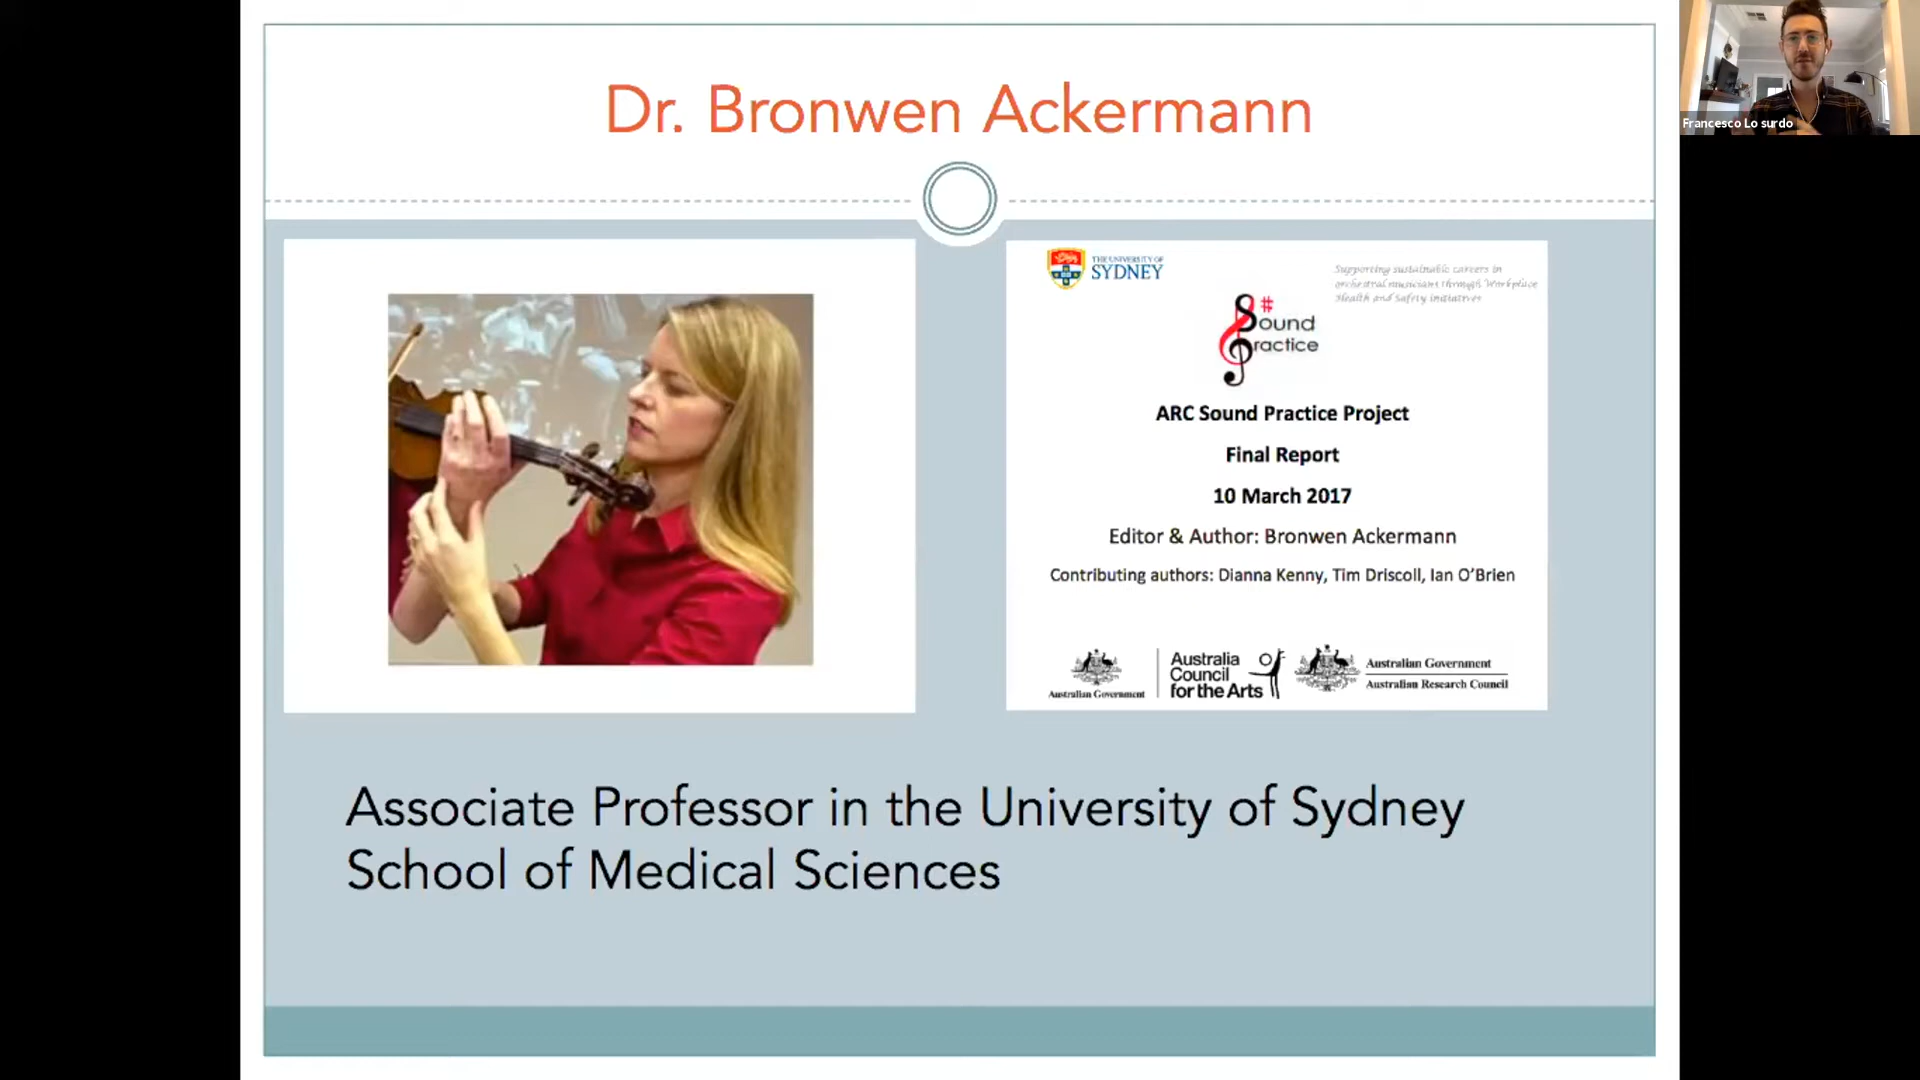 Dr. Bronwen Ackermann
Francesco Lo surdo
THE UNIVERSITY OF
SYDNEY
Supporting sustainable careers in
orchestral musicians through Workplace
Health and Safety initiatives
Sound
Practice
ARC Sound Practice Project
Final Report
10 March 2017
Editor & Author: Bronwen Ackermann
Contributing authors: Dianna Kenny, Tim Driscoll, Ian O'Brien
Australian Government
Australia
Council
for the Arts
Australian Government
Australian Research Council
Associate Professor in the University of Sydney
School of Medical Sciences